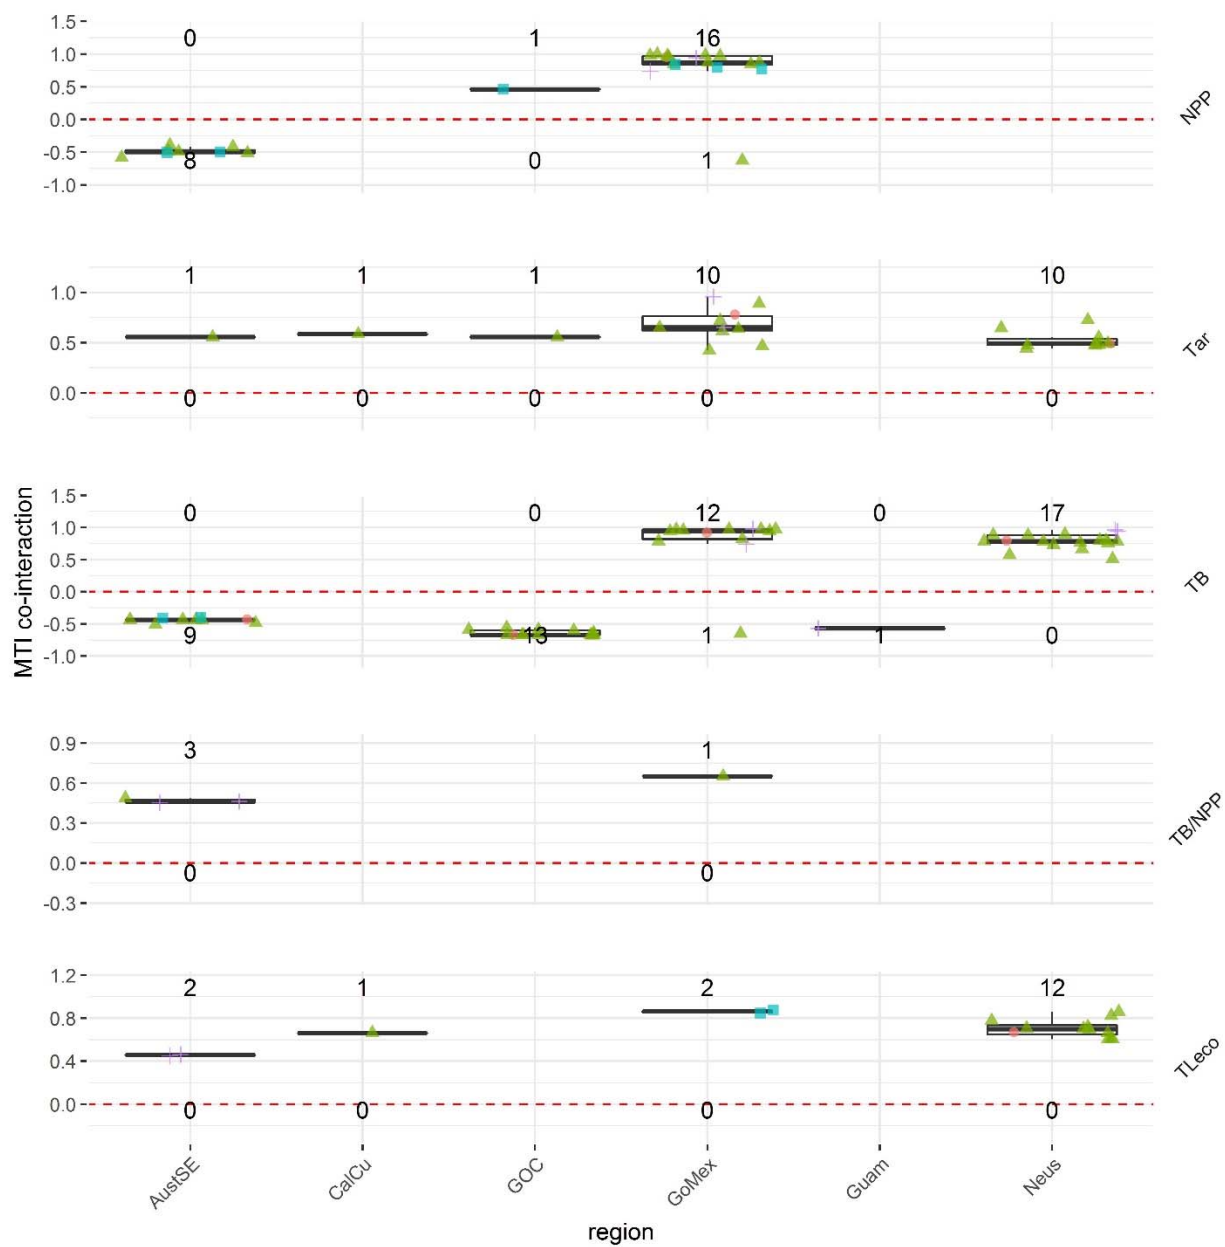 1.5
0 1 16
1.0
0.5
0.0
-0.5
8 0 1
-1.0
NPP
1 1 1 10 10
1.0
0.5
0.0
0 0 0 0 0
Tar
MTI co-interaction
1.5
0 0 12 0 17
1.0
0.5
0.0
-0.5
9 13 1 1 0
-1.0
TB
0.9
3 1
0.6
0.3
0.0
0 0
-0.3
TB/NPP
1.2
2 1 2 12
0.8
0.4
0.0
0 0 0 0
TLeco
AustSE CalCu GOC GoMex Guam Neus
region